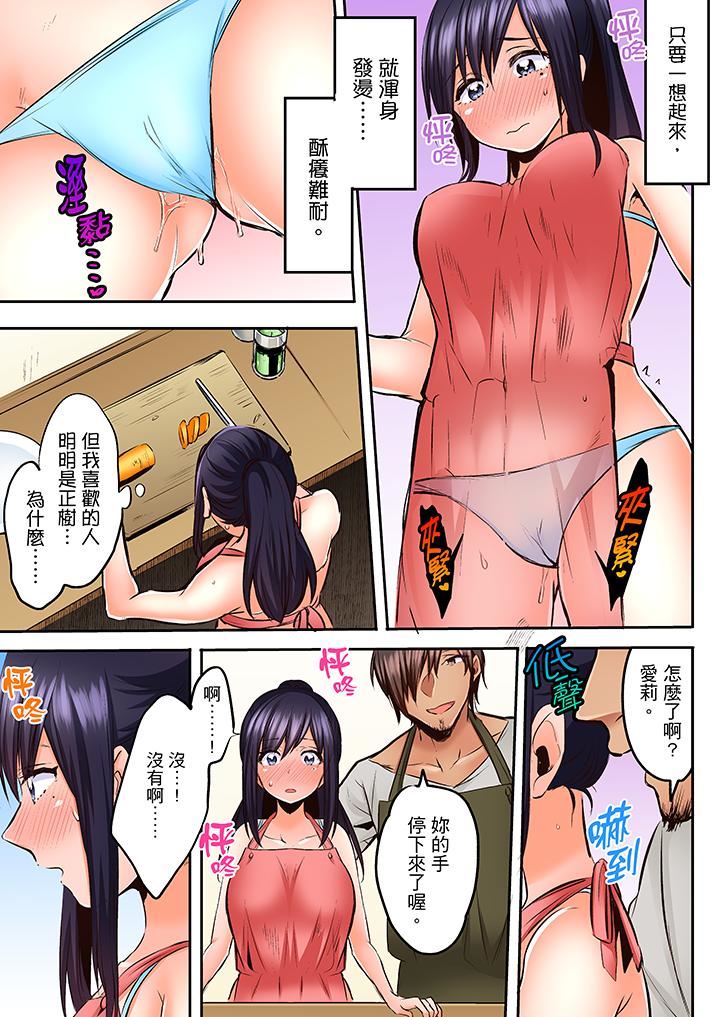 只要一想起來，
怦咚
怦咚
就渾身
發燙……
酥癢難耐。
溼黏…
夾緊
夾緊
但我喜歡的人
明明是正樹…
為什麼……
怎麼了啊？
愛莉。
低聲
嚇到
妳的手
停下來了喔。
啊…！
怦咚
怦咚
沒…！
沒有啊……
怦咚